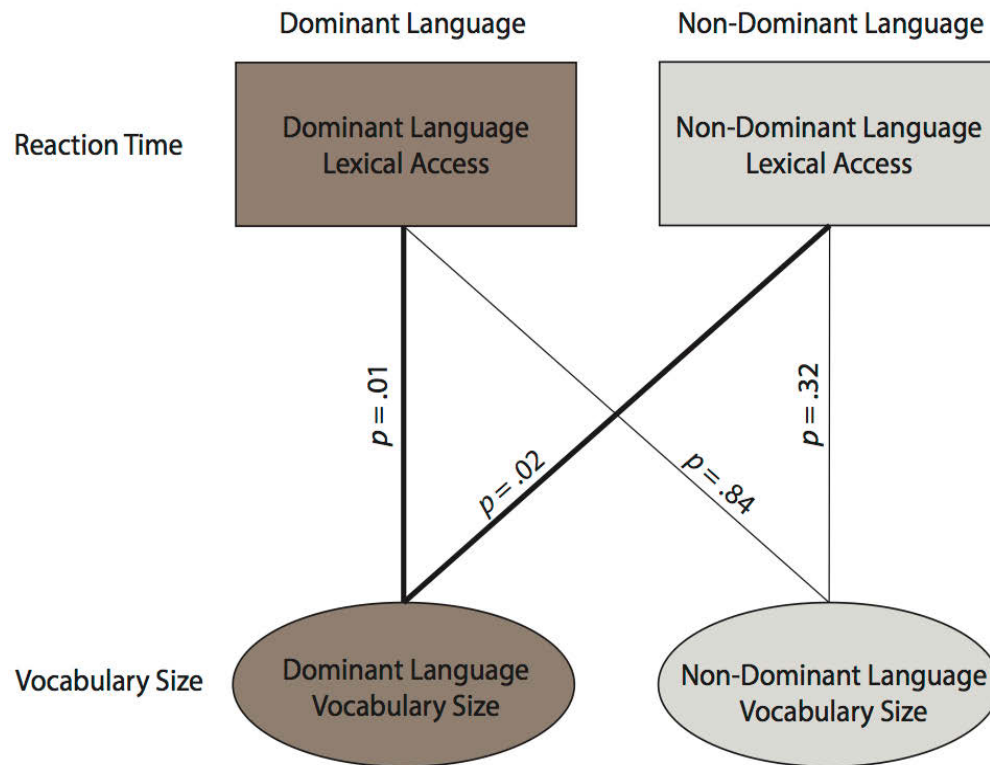 Dominant Language
Non-Dominant Language
Reaction Time
Dominant Language
Lexical Access
Non-Dominant Language
Lexical Access
p = .01
p = .02
p = .84
p = .32
Vocabulary Size
Dominant Language
Vocabulary Size
Non-Dominant Language
Vocabulary Size